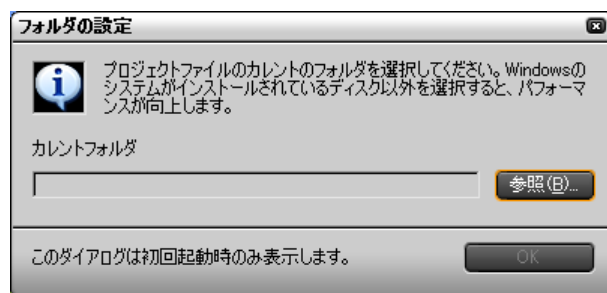 フォルダの設定
プロジェクトファイルのカレントのフォルダを選択してください。Windowsの
システムがインストールされているディスク以外を選択すると、パフォーマ
ンスが向上します。
カレントフォルダ
参照(B)...
このダイアログは初回起動時のみ表示します。
OK